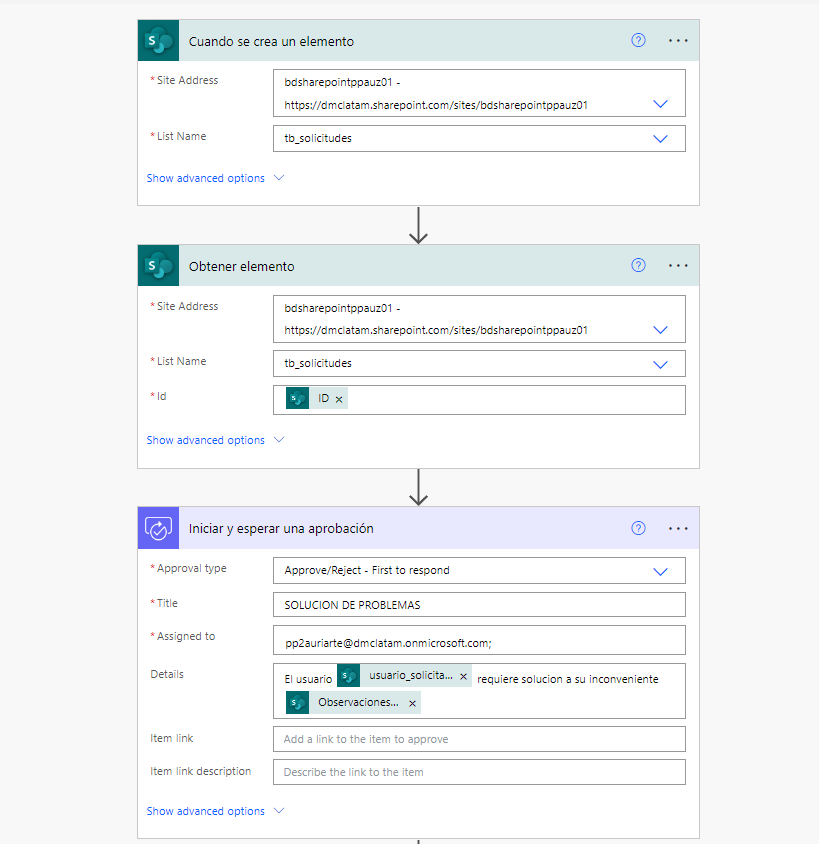 Cuando se crea un elemento
* Site Address
bdsharepointppauz01 -
https://dmclatam.sharepoint.com/sites/bdsharepointppauz01
* List Name
tb_solicitudes
Show advanced options
Obtener elemento
* Site Address
bdsharepointppauz01 -
https://dmclatam.sharepoint.com/sites/bdsharepointppauz01
* List Name
tb_solicitudes
* Id
ID ×
Show advanced options
Iniciar y esperar una aprobación
* Approval type
Approve/Reject - First to respond
* Title
SOLUCION DE PROBLEMAS
* Assigned to
pp2auriarte@dmclatam.onmicrosoft.com;
Details
El usuario usuario_solicita... × requiere solucion a su inconveniente
Observaciones... ×
Item link
Add a link to the item to approve
Item link description
Describe the link to the item
Show advanced options